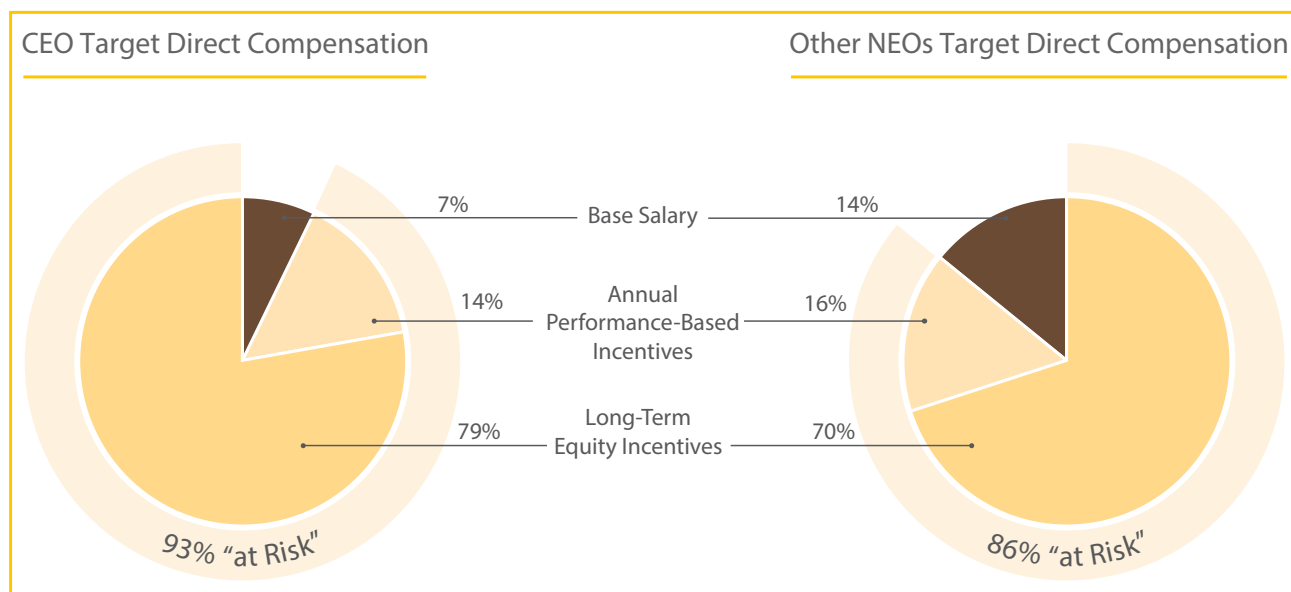 CEO Target Direct Compensation
Other NEOs Target Direct Compensation
7%
Base Salary
14%
14%
Annual
Performance-Based
Incentives
16%
79%
Long-Term
Equity Incentives
70%
93% “at Risk”
86% “at Risk”